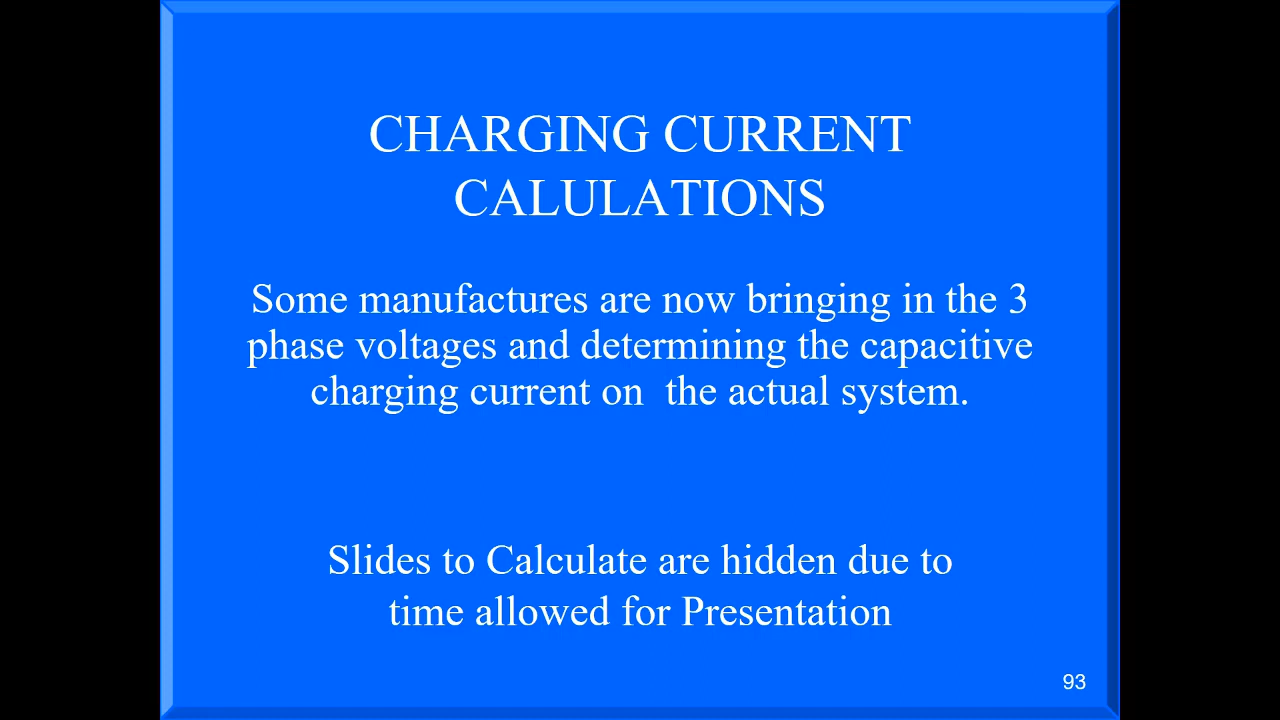 CHARGING CURRENT
CALULATIONS
Some manufactures are now bringing in the 3
phase voltages and determining the capacitive
charging current on  the actual system.
Slides to Calculate are hidden due to
time allowed for Presentation
93